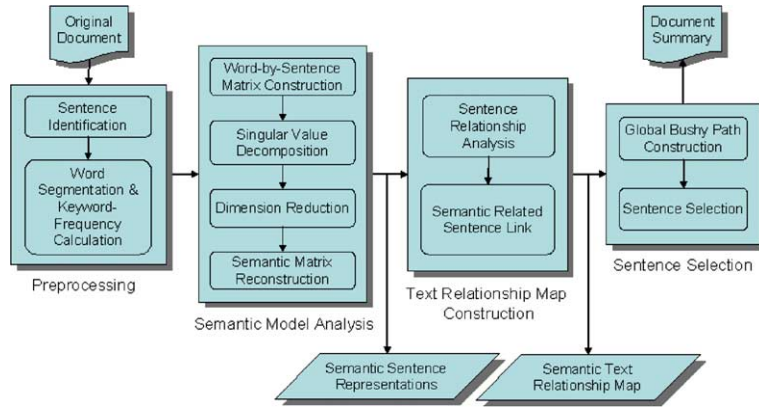 Original
Document
Sentence
Identification
Word
Segmentation &
Keyword-
Frequency
Calculation
Preprocessing
Word-by-Sentence
Matrix Construction
Singular Value
Decomposition
Dimension Reduction
Semantic Matrix
Reconstruction
Semantic Model Analysis
Sentence
Relationship
Analysis
Semantic Related
Sentence Link
Text Relationship Map
Construction
Document
Summary
Global Bushy Path
Construction
Sentence Selection
Sentence Selection
Semantic Sentence
Representations
Semantic Text
Relationship Map